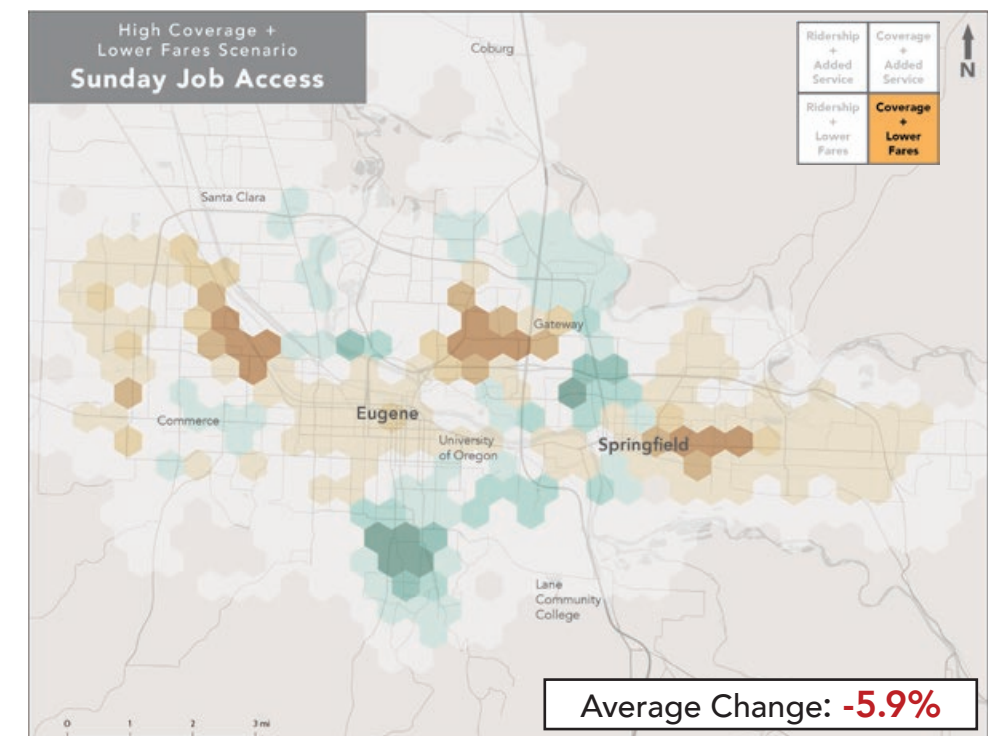 High Coverage +
Lower Fares Scenario
Sunday Job Access
Ridership
+
Added
Service
Coverage
+
Added
Service
Ridership
+
Lower
Fares
Coverage
+
Lower
Fares
N
Coburg
Santa Clara
Gateway
Commerce
Eugene
University
of Oregon
Springfield
Lane
Community
College
0 1 2 3 mi
Average Change: -5.9%